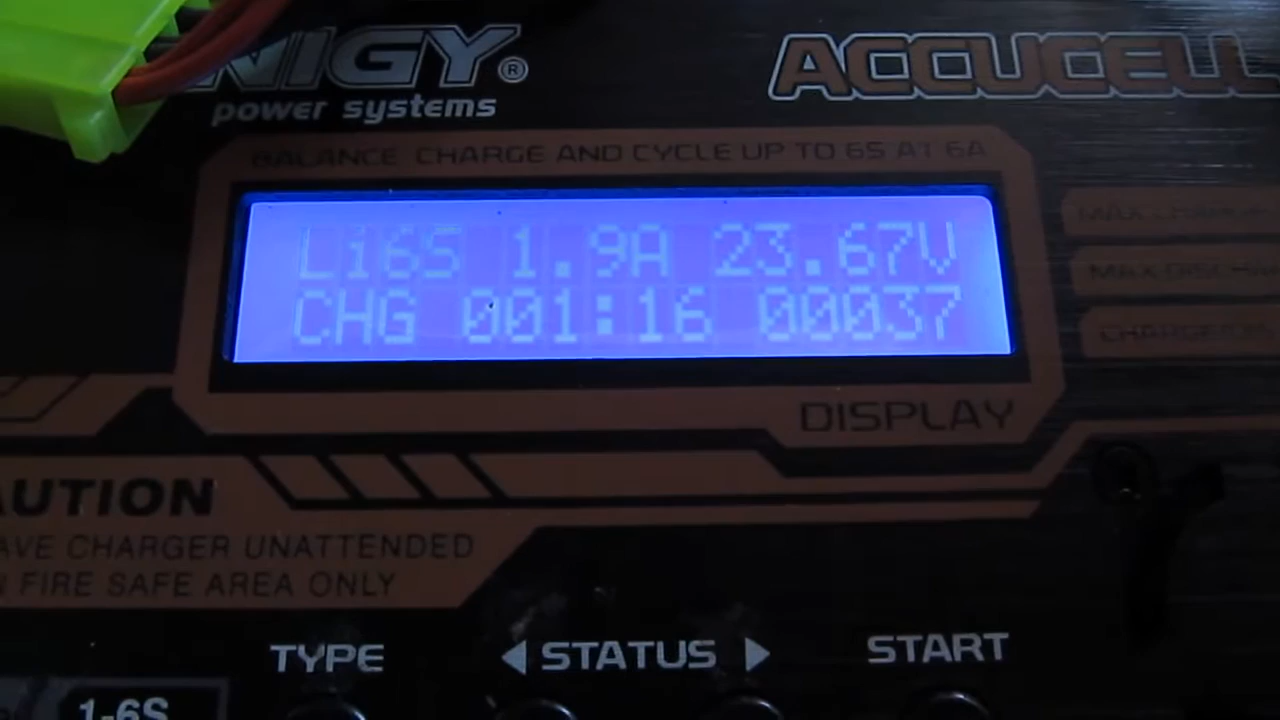 NIGY®
power systems
ACCUCELL
BALANCE CHARGE AND CYCLE UP TO 6S AT 6A
Li6S 1.9A 23.67V
CHG 001:16 00037
DISPLAY
AUTION
AVE CHARGER UNATTENDED
N FIRE SAFE AREA ONLY
TYPE
◀ STATUS ▶
START
1-6S